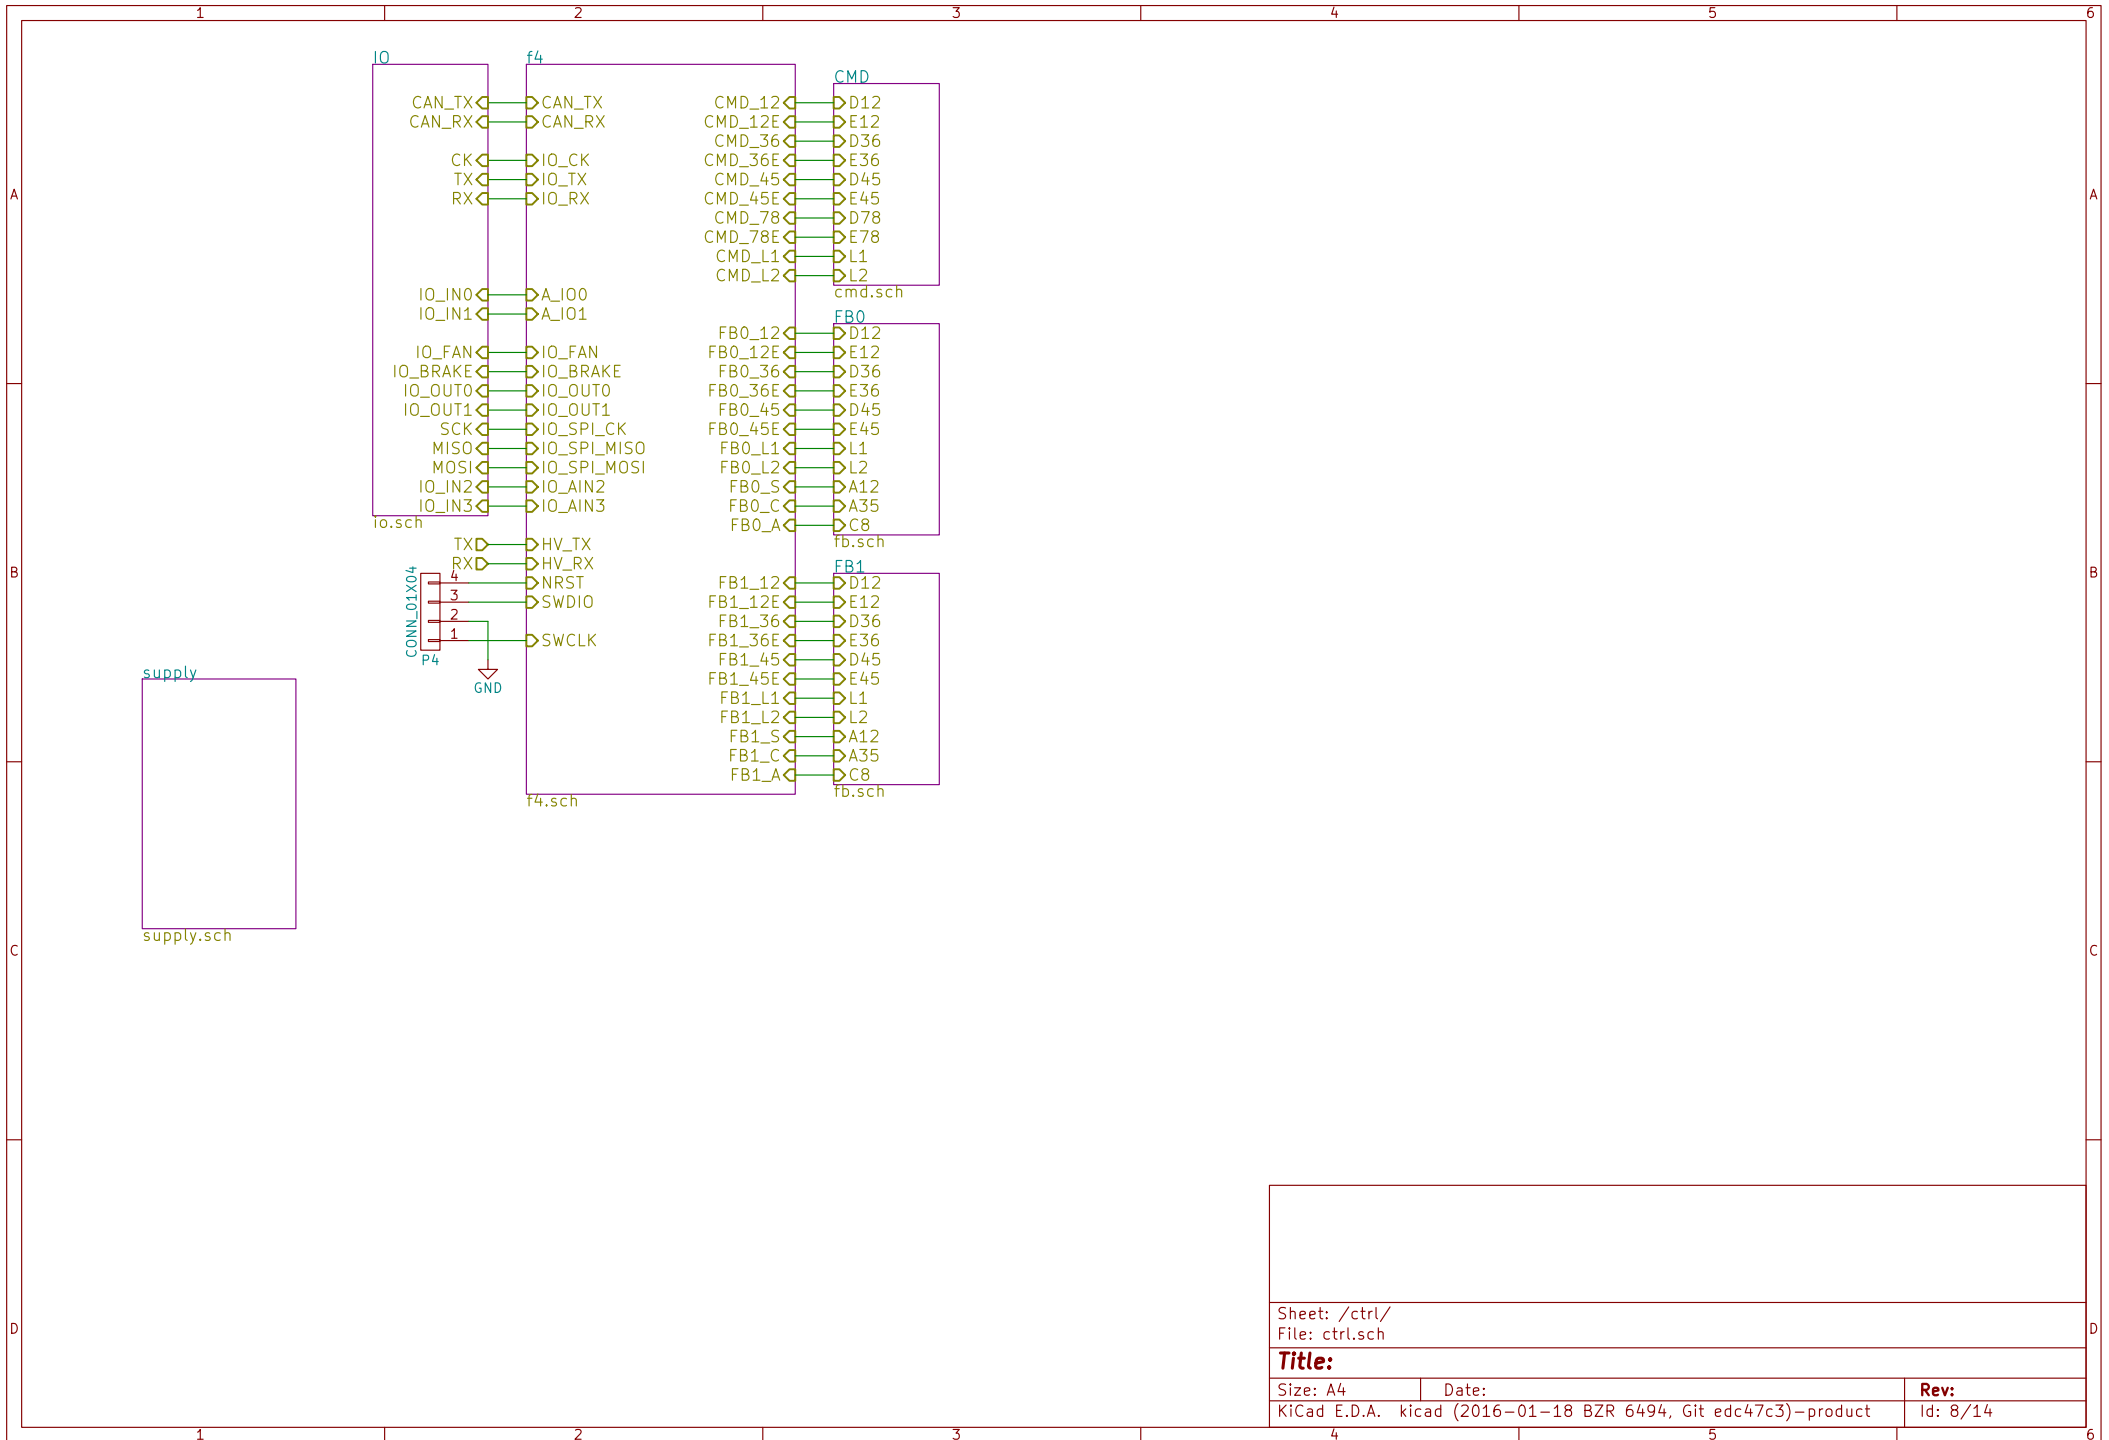 1 2 3 4 5 6
A
B
C
D
IO
CAN_TX
CAN_RX
CK
TX
RX
IO_IN0
IO_IN1
IO_FAN
IO_BRAKE
IO_OUT0
IO_OUT1
SCK
MISO
MOSI
IO_IN2
IO_IN3
io.sch
TX
RX
CONN_01X04
4
3
2
1
P4
GND
f4
CAN_TX
CAN_RX
IO_CK
IO_TX
IO_RX
A_IO0
A_IO1
IO_FAN
IO_BRAKE
IO_OUT0
IO_OUT1
IO_SPI_CK
IO_SPI_MISO
IO_SPI_MOSI
IO_AIN2
IO_AIN3
HV_TX
HV_RX
NRST
SWDIO
SWCLK
CMD_12
CMD_12E
CMD_36
CMD_36E
CMD_45
CMD_45E
CMD_78
CMD_78E
CMD_L1
CMD_L2
FB0_12
FB0_12E
FB0_36
FB0_36E
FB0_45
FB0_45E
FB0_L1
FB0_L2
FB0_S
FB0_C
FB0_A
FB1_12
FB1_12E
FB1_36
FB1_36E
FB1_45
FB1_45E
FB1_L1
FB1_L2
FB1_S
FB1_C
FB1_A
f4.sch
CMD
D12
E12
D36
E36
D45
E45
D78
E78
L1
L2
cmd.sch
FB0
D12
E12
D36
E36
D45
E45
L1
L2
A12
A35
C8
fb.sch
FB1
D12
E12
D36
E36
D45
E45
L1
L2
A12
A35
C8
fb.sch
supply
supply.sch
A
B
C
D
Sheet: /ctrl/
File: ctrl.sch
Title:
Size: A4 Date: Rev:
KiCad E.D.A. kicad (2016-01-18 BZR 6494, Git edc47c3)-product Id: 8/14
1 2 3 4 5 6